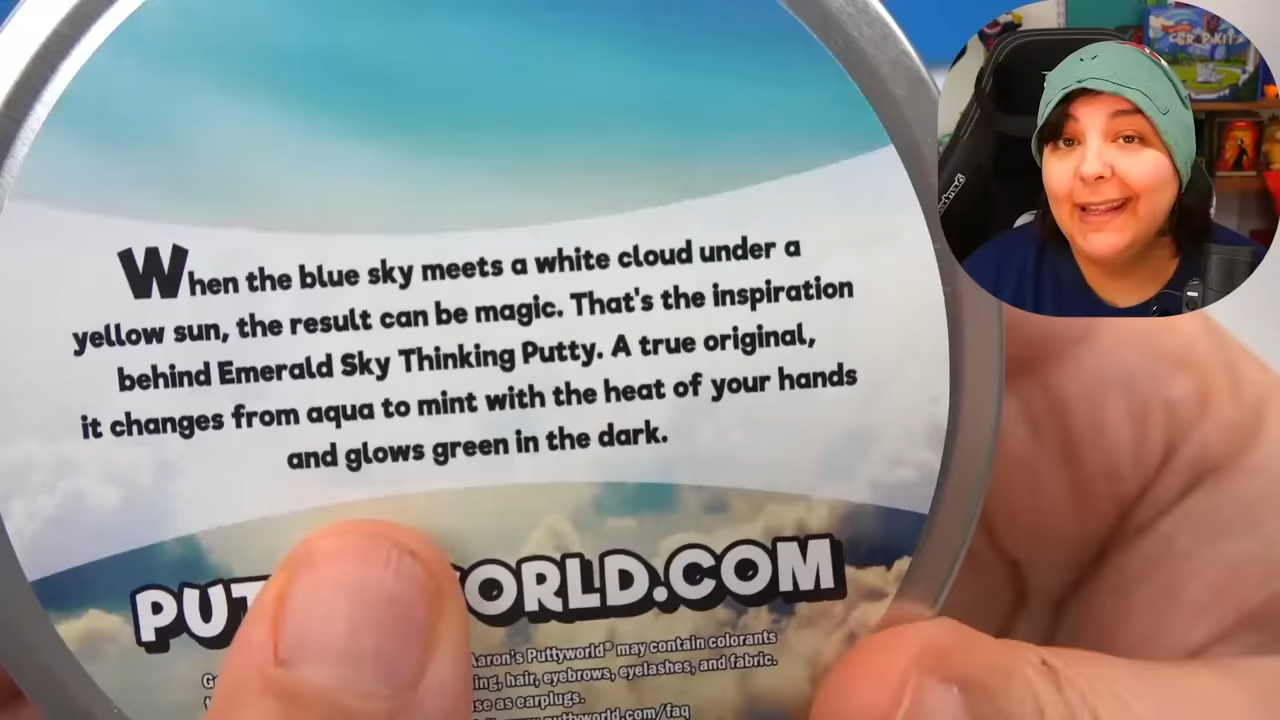 When the blue sky meets a white cloud under a
yellow sun, the result can be magic. That's the inspiration
behind Emerald Sky Thinking Putty. A true original,
it changes from aqua to mint with the heat of your hands
and glows green in the dark.
PUT ORLD.COM
Aaron's Puttyworld® may contain colorants
ing, hair, eyebrows, eyelashes, and fabric.
se as earplugs.
puttyworld.com/faq